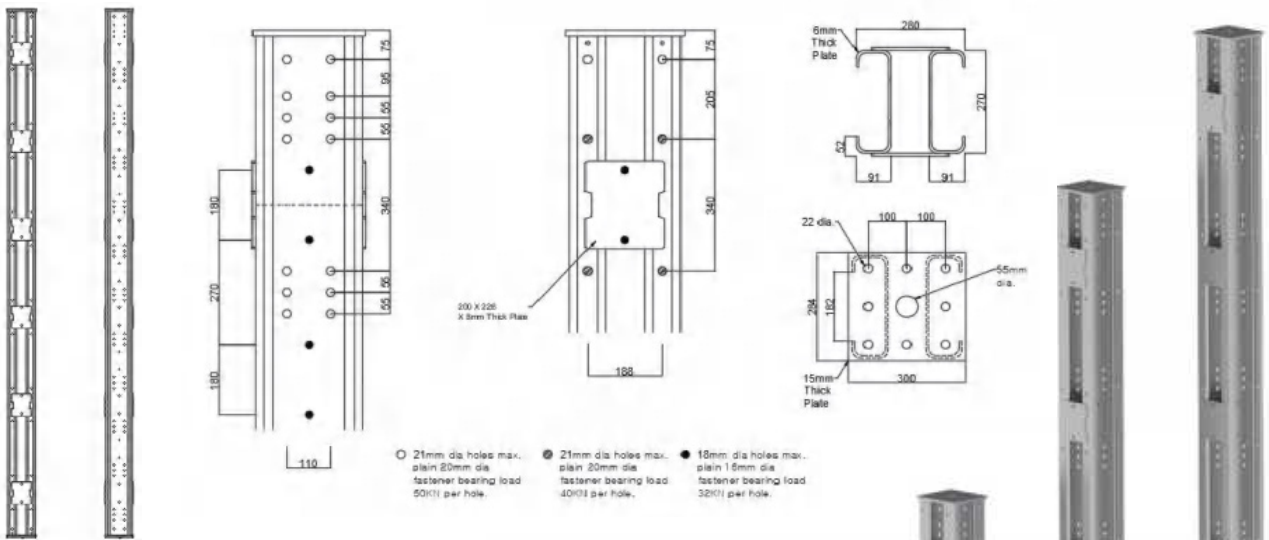 75
95
55
55
340
55
55
180
270
180
110
75
205
340
200 X 226
X 8mm Thick Plate
188
280
6mm
Thick
Plate
270
52
91
91
22 dia.
100
100
55mm
dia.
284
182
15mm
Thick
Plate
300
21mm dia holes max.
plain 20mm dia
fastener bearing load
50KN per hole.
21mm dia holes max.
plain 20mm dia
fastener bearing load
40KN per hole.
18mm dia holes max.
plain 16mm dia
fastener bearing load
32KN per hole.